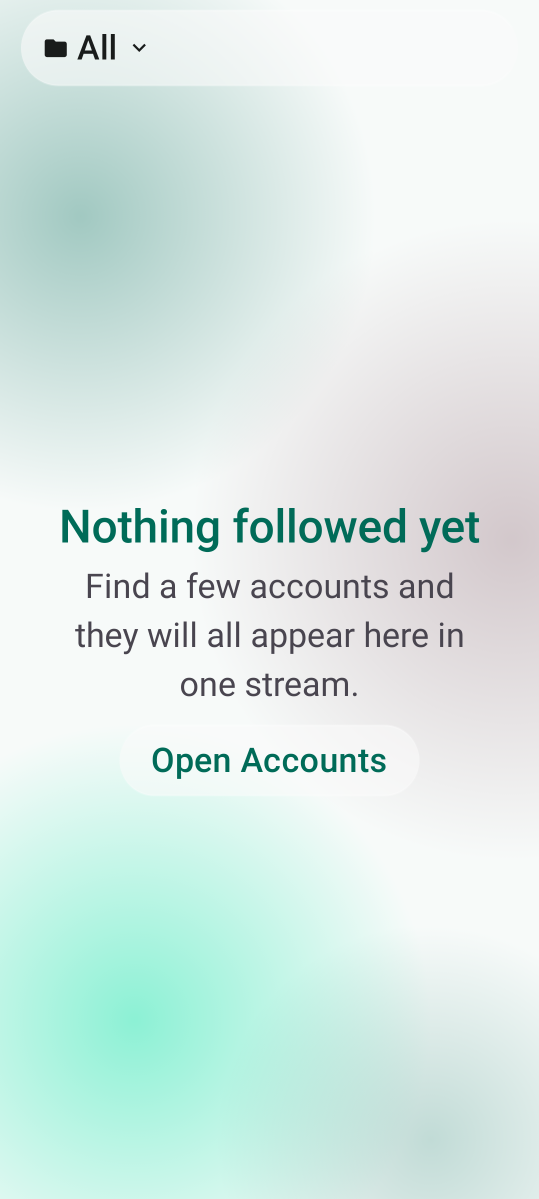 All
Nothing followed yet
Find a few accounts and
they will all appear here in
one stream.
Open Accounts